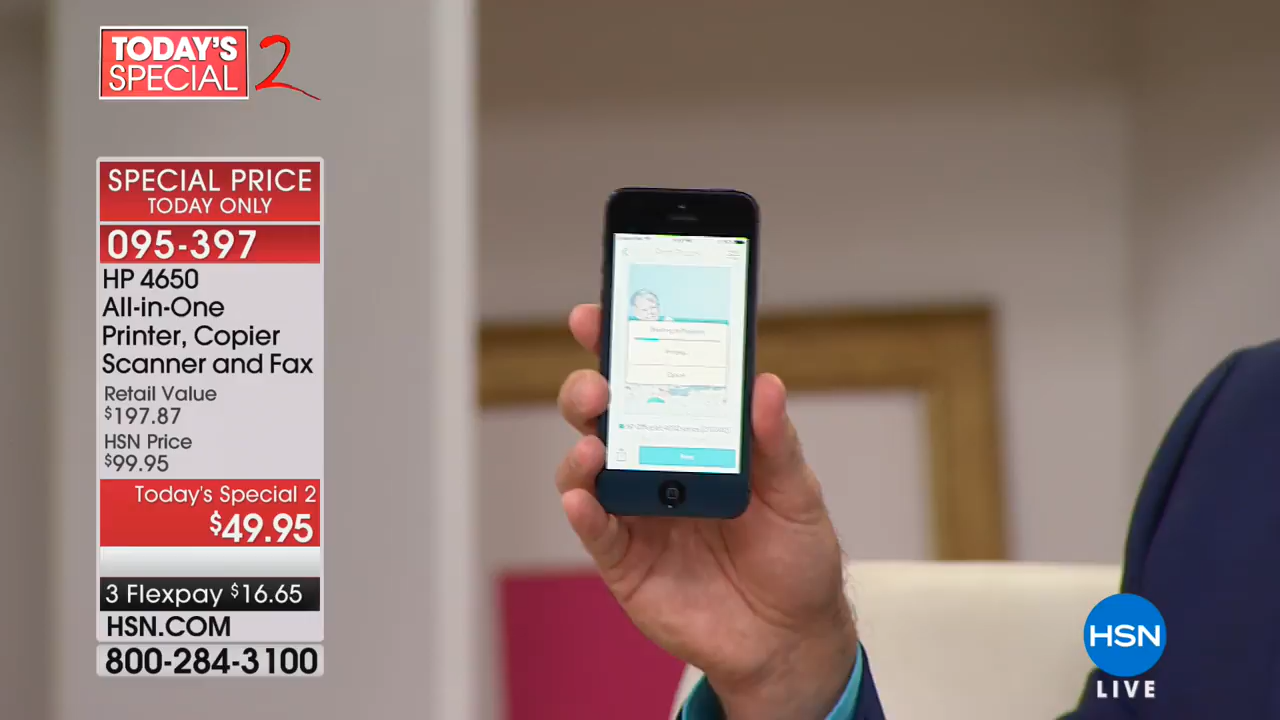 TODAY'S
SPECIAL 2
SPECIAL PRICE
TODAY ONLY
095-397
HP 4650
All-in-One
Printer, Copier
Scanner and Fax
Retail Value
$197.87
HSN Price
$99.95
Today's Special 2
$49.95
3 Flexpay $16.65
HSN.COM
800-284-3100
HSN
LIVE